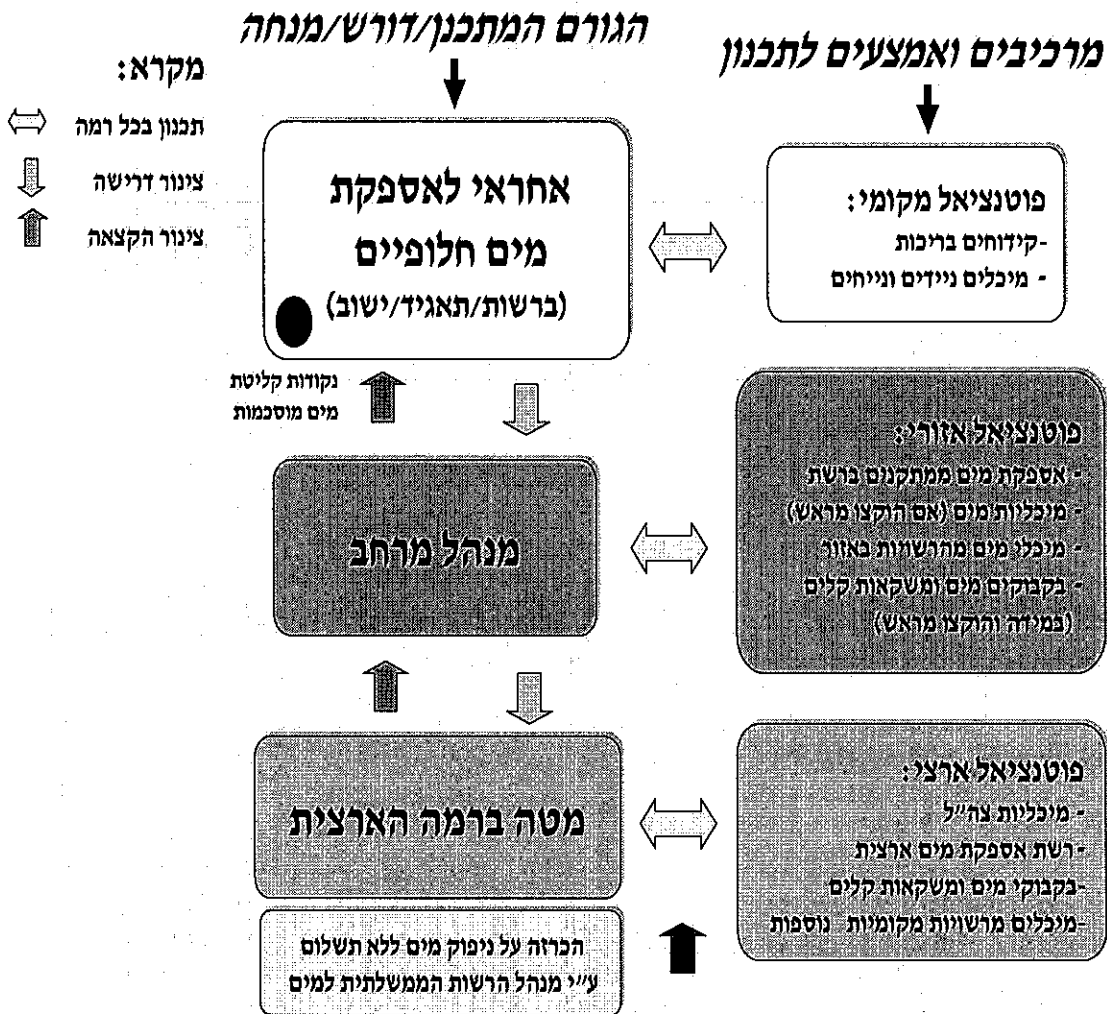 הגורם המתכנן/דורש/מנחה
מרכיבים ואמצעים לתכנון
מקרא:
תכנון בכל רמה
צינור דרישה
צינור הקצאה
אחראי לאספקת
מים חלופיים
(ברשות/תאגיד/ישוב)
פוטנציאל מקומי:
-קידוחים בריכות
- מיכלים ניידים ונייחים
נקודות קליטת
מים מוסכמות
מנהל מרחב
פוטנציאל אזורי:
- אספקת מים ממתקנים ברשת
- מיכליות מים (אם הוקצו מראש)
- מיכלי מים מהרשויות באזור
- בקבוקים מים ומשקאות קלים
(במידה והוקצו מראש)
מטה ברמה הארצית
פוטנציאל ארצי:
- מיכליות צה"ל
-רשת אספקת מים ארצית
-בקבוקי מים ומשקאות קלים
-מיכלים מרשויות מקומיות נוספות
הכרזה על ניפוק מים ללא תשלום
ע"י מנהל הרשות הממשלתית למים